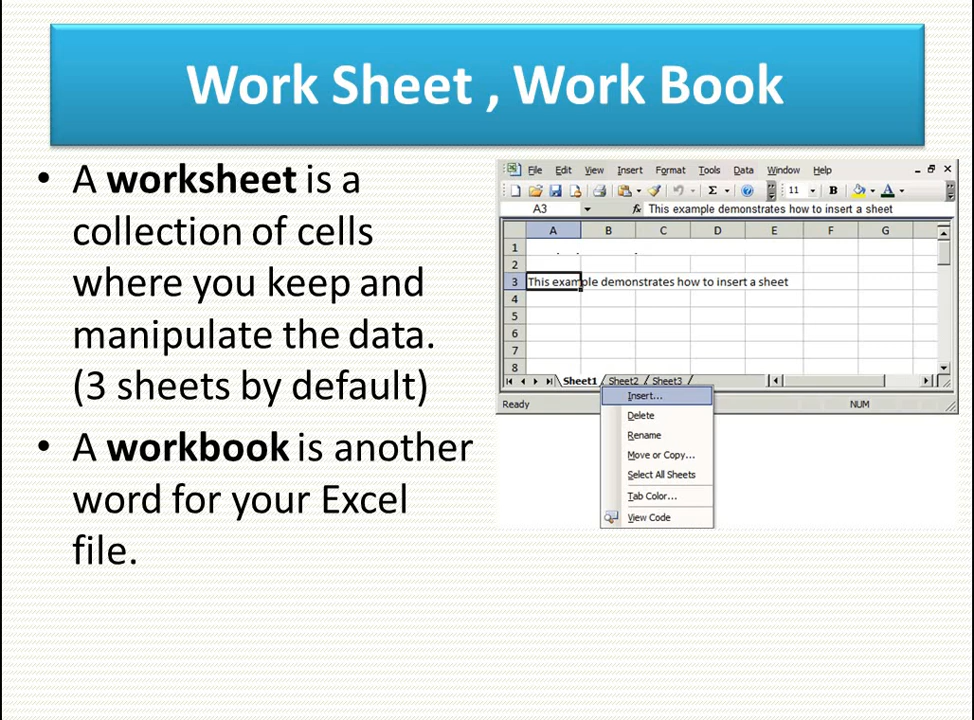 Work Sheet , Work Book
• A worksheet is a
collection of cells
where you keep and
manipulate the data.
(3 sheets by default)
• A workbook is another
word for your Excel
file.
File Edit View Insert Format Tools Data Window Help
Σ 11 B A
A3 fx This example demonstrates how to insert a sheet
A B C D E F G
1
2
3 This example demonstrates how to insert a sheet
4
5
6
7
8
Sheet1 Sheet2 Sheet3
Ready NUM
Insert...
Delete
Rename
Move or Copy...
Select All Sheets
Tab Color...
View Code